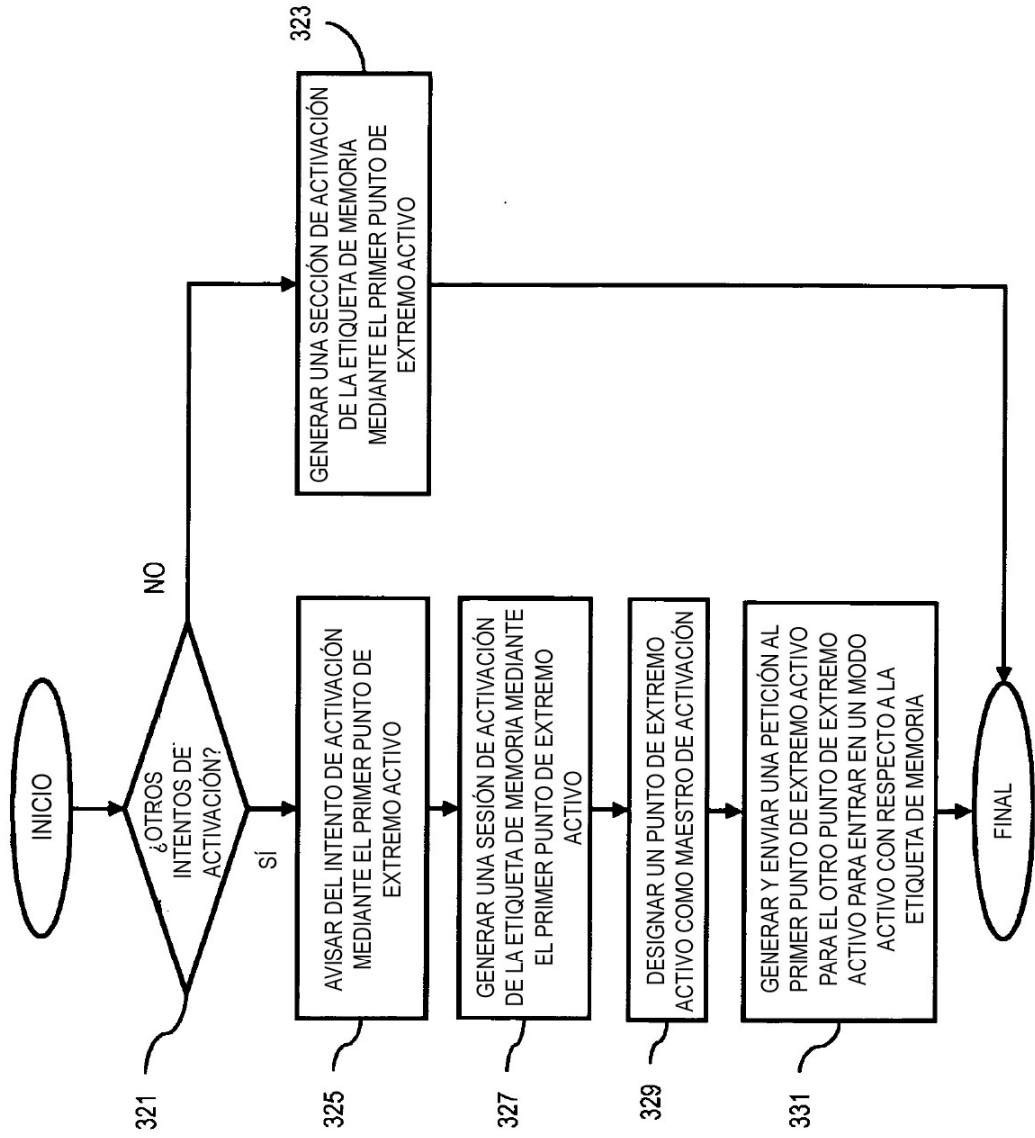 INICIO
321
¿OTROS
INTENTOS DE
ACTIVACIÓN?
NO
SÍ
323
GENERAR UNA SECCIÓN DE ACTIVACIÓN
DE LA ETIQUETA DE MEMORIA
MEDIANTE EL PRIMER PUNTO DE
EXTREMO ACTIVO
325
AVISAR DEL INTENTO DE ACTIVACIÓN
MEDIANTE EL PRIMER PUNTO DE
EXTREMO ACTIVO
327
GENERAR UNA SESIÓN DE ACTIVACIÓN
DE LA ETIQUETA DE MEMORIA MEDIANTE
EL PRIMER PUNTO DE EXTREMO
ACTIVO
329
DESIGNAR UN PUNTO DE EXTREMO
ACTIVO COMO MAESTRO DE ACTIVACIÓN
331
GENERAR Y ENVIAR UNA PETICIÓN AL
PRIMER PUNTO DE EXTREMO ACTIVO
PARA EL OTRO PUNTO DE EXTREMO
ACTIVO PARA ENTRAR EN UN MODO
ACTIVO CON RESPECTO A LA
ETIQUETA DE MEMORIA
FINAL